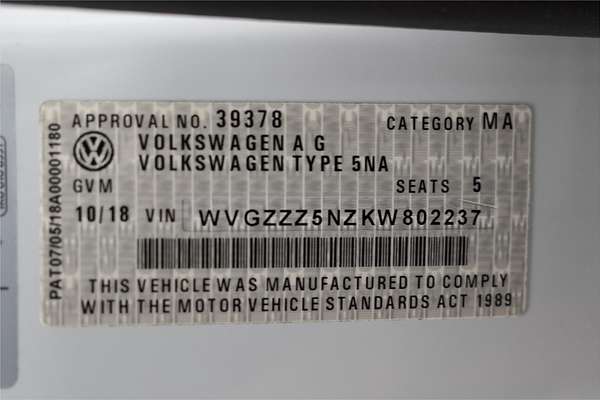 APPROVAL NO. 39378 CATEGORY MA
VOLKSWAGEN A G
VOLKSWAGEN TYPE 5NA
GVM SEATS 5
10/18 VIN WVGZZZ5NZKW802237
THIS VEHICLE WAS MANUFACTURED TO COMPLY
WITH THE MOTOR VEHICLE STANDARDS ACT 1989
PAT07/05/18A00001180